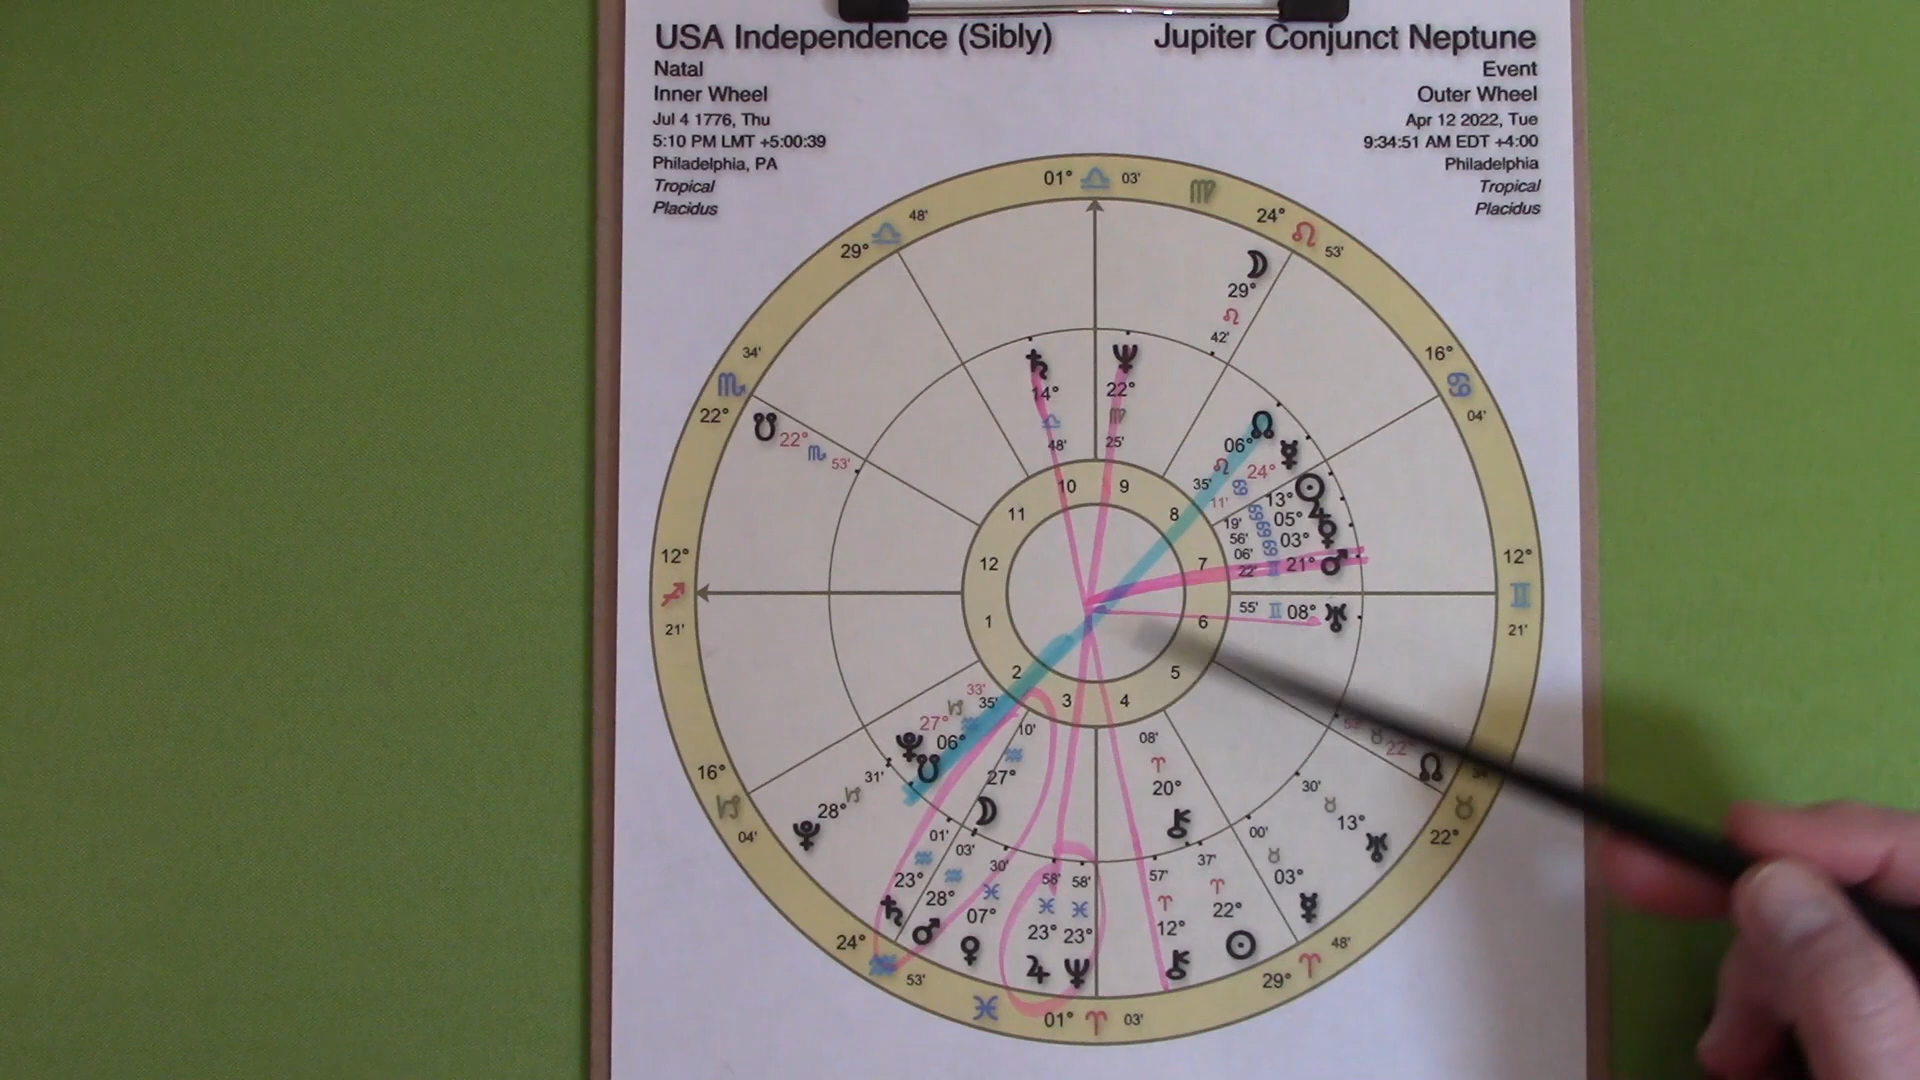 USA Independence (Sibly)
Natal
Inner Wheel
Jul 4 1776, Thu
5:10 PM LMT +5:00:39
Philadelphia, PA
Tropical
Placidus
Jupiter Conjunct Neptune
Event
Outer Wheel
Apr 12 2022, Tue
9:34:51 AM EDT +4:00
Philadelphia
Tropical
Placidus
01° ♎ 03' ♍
24° ♌ 53'
48' ♎ 29°
☽ 29° ♌ 42'
34' ♏ 22°
16° ♋ 04'
♄ 14° ♎ 48'
♆ 22° ♍ 25'
☋ 22° ♏ 53'
☊ 06° ♌ 35'
☿ 24° ♋ 11'
☉ 13° ♋ 19'
♃ 05° ♋ 56'
♀ 03° ♋ 06'
♂ 21° ♊ 22'
♅ 08° ♊ 55'
10 9
11 8
12 7
1 6
2 5
3 4
12° ♐ 21'
12° ♊ 21'
♇ 27° ♑ 33'
☋ 06° ♒ 35'
☽ 27° ♒ 10'
⚷ 20° ♈ 08'
☊ 22° ♉ 53'
16° ♑ 04'
♇ 28° ♑ 31'
♅ 13° ♉ 30'
♉ 22°
♄ 23° ♒ 01'
♂ 28° ♒ 03'
♀ 07° ♓ 30'
♃ 23° ♓ 58'
♆ 23° ♓ 58'
⚷ 12° ♈ 57'
☉ 22° ♈ 37'
☿ 03° ♉ 00'
24° ♒ 53'
29° ♈ 48'
♓ 01° ♈ 03'